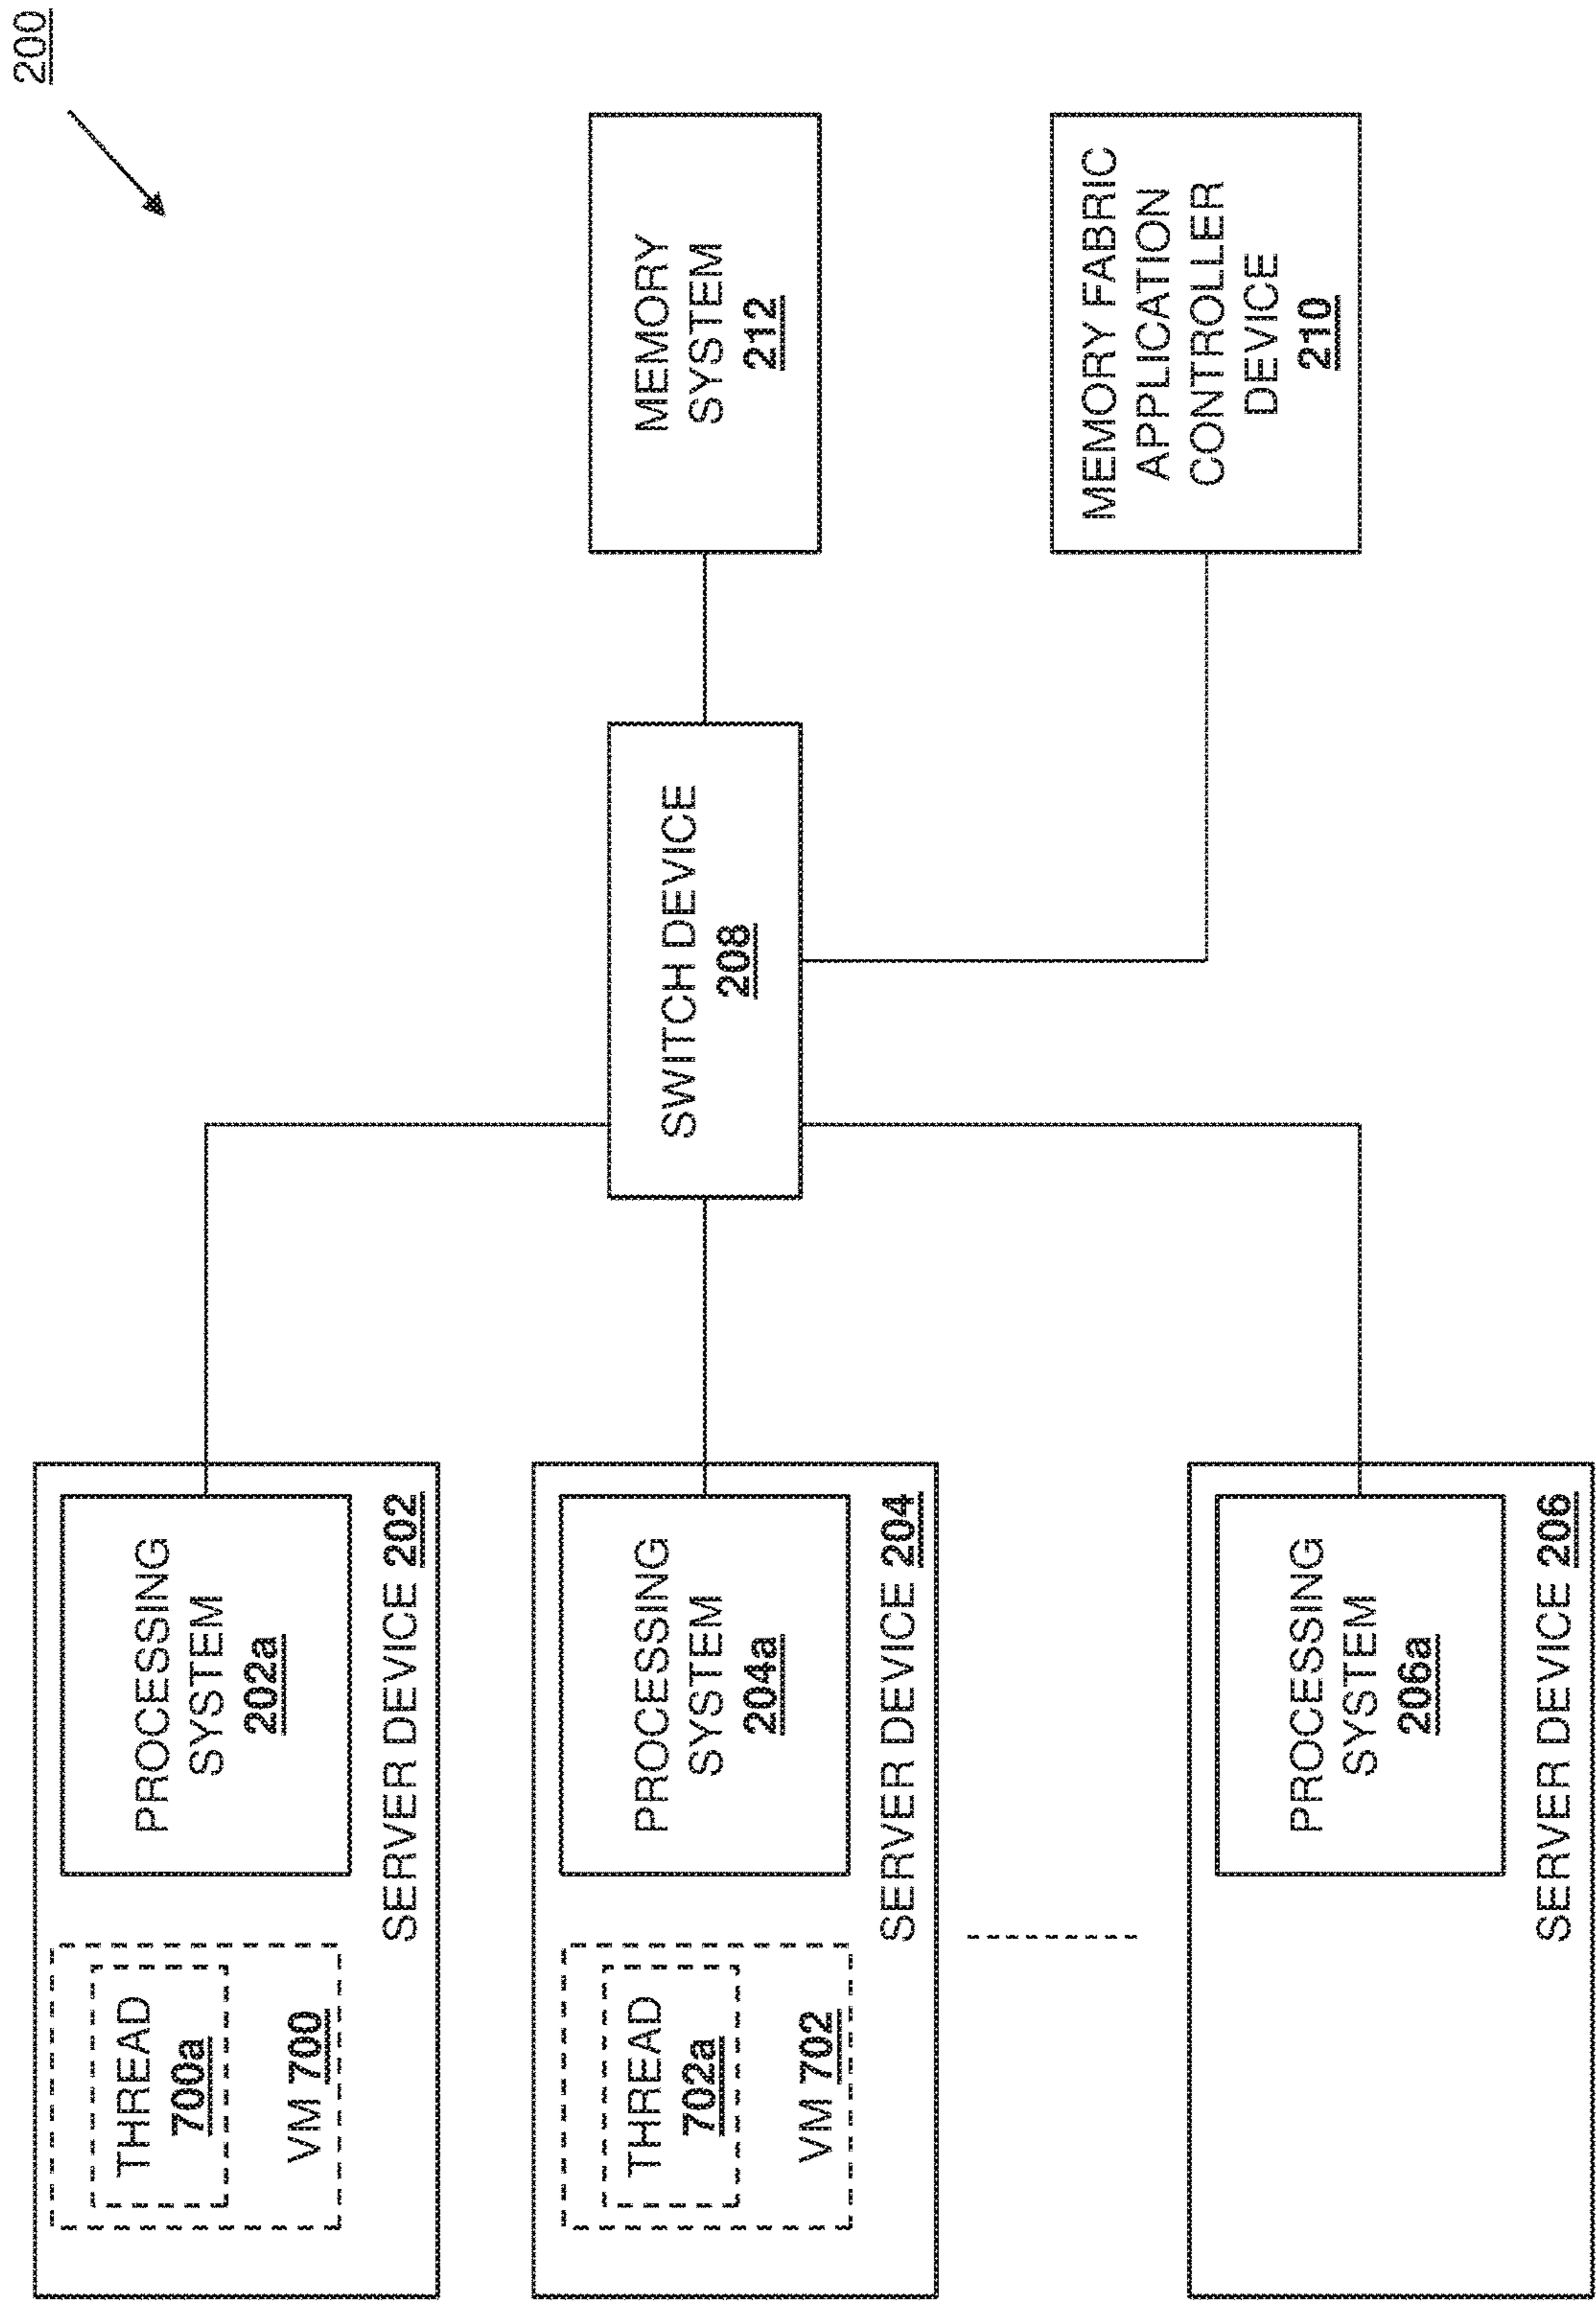 200
THREAD
700a
VM 700
PROCESSING
SYSTEM
202a
SERVER DEVICE 202
THREAD
702a
VM 702
PROCESSING
SYSTEM
204a
SERVER DEVICE 204
PROCESSING
SYSTEM
206a
SERVER DEVICE 206
SWITCH DEVICE
208
MEMORY
SYSTEM
212
MEMORY FABRIC
APPLICATION
CONTROLLER
DEVICE
210